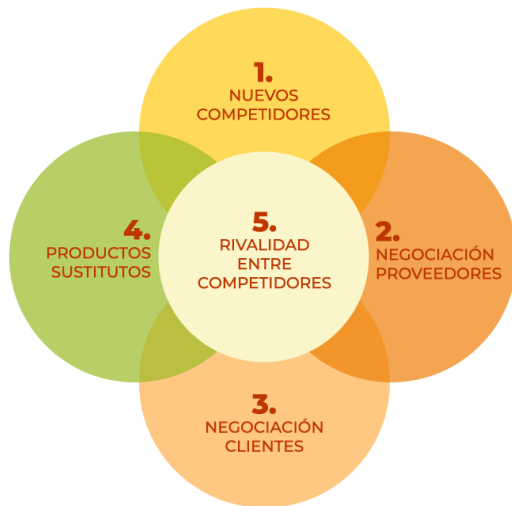 1.
NUEVOS
COMPETIDORES
4.
PRODUCTOS
SUSTITUTOS
5.
RIVALIDAD
ENTRE
COMPETIDORES
2.
NEGOCIACIÓN
PROVEEDORES
3.
NEGOCIACIÓN
CLIENTES